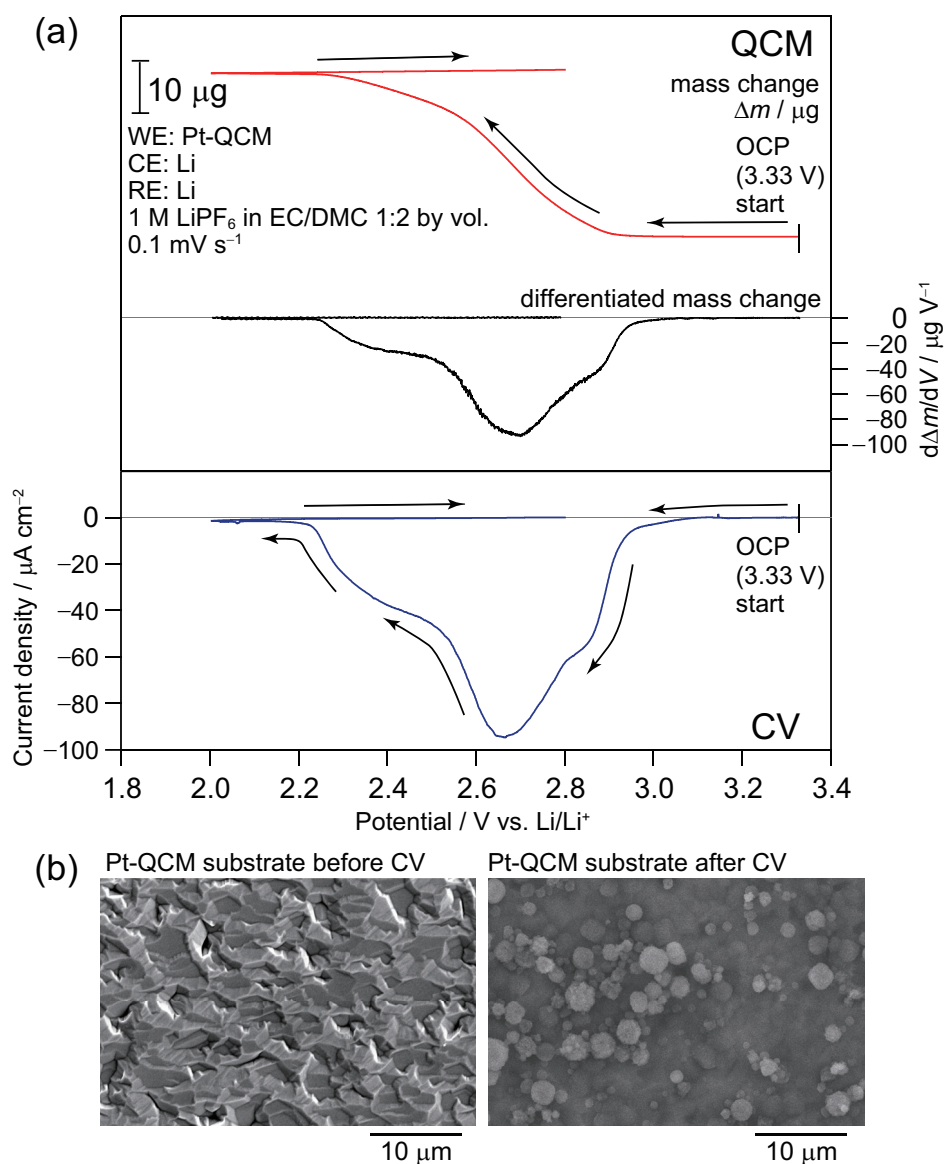 (a)
QCM
10 μg
mass change
Δm / μg
WE: Pt-QCM
CE: Li
RE: Li
1 M LiPF₆ in EC/DMC 1:2 by vol.
0.1 mV s⁻¹
OCP
(3.33 V)
start
differentiated mass change
0
−20
−40
−60
−80
−100
dΔm/dV / μg V⁻¹
0
−20
−40
−60
−80
−100
Current density / μA cm⁻²
OCP
(3.33 V)
start
CV
1.8 2.0 2.2 2.4 2.6 2.8 3.0 3.2 3.4
Potential / V vs. Li/Li⁺
(b)
Pt-QCM substrate before CV
Pt-QCM substrate after CV
10 μm
10 μm